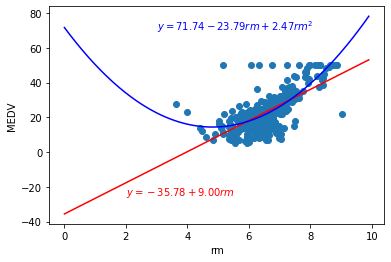 80
60
40
20
0
−20
−40
MEDV
y = 71.74 − 23.79rm + 2.47rm²
y = − 35.78 + 9.00rm
0 2 4 6 8 10
rm